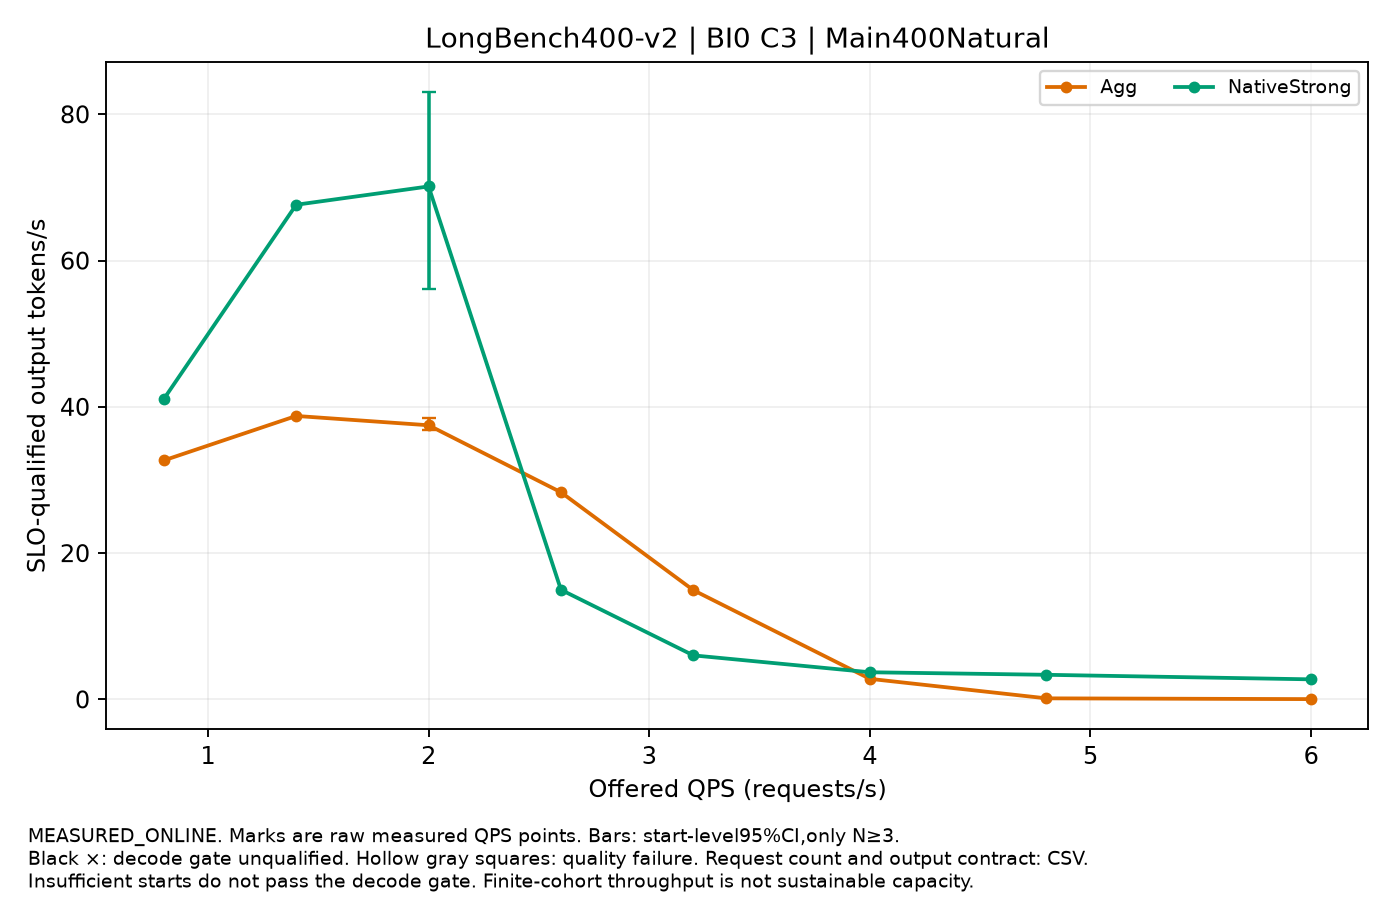 LongBench400-v2 | BI0 C3 | Main400Natural
Agg
NativeStrong
SLO-qualified output tokens/s
80
60
40
20
0
1
2
3
4
5
6
Offered QPS (requests/s)
MEASURED_ONLINE. Marks are raw measured QPS points. Bars: start-level95%CI,only N≥3.
Black ×: decode gate unqualified. Hollow gray squares: quality failure. Request count and output contract: CSV.
Insufficient starts do not pass the decode gate. Finite-cohort throughput is not sustainable capacity.